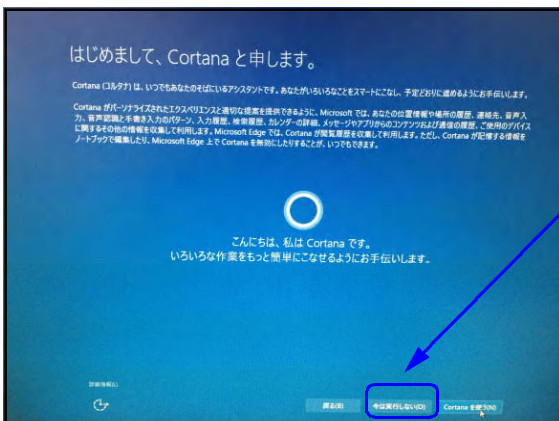 はじめまして、Cortana と申します。
Cortana (コルタナ) は、いつでもあなたのそばにいるアシスタントです。あなたがいろいろなことをスマートにこなし、予定どおりに進めるようにお手伝いします。
Cortana がパーソナライズされたエクスペリエンスと適切な提案を提供できるように、Microsoft では、あなたの位置情報や場所の履歴、連絡先、音声入
力、音声認識と手書き入力のパターン、入力履歴、検索履歴、カレンダーの詳細、メッセージやアプリからのコンテンツおよび通信の履歴、ご使用のデバイス
に関するその他の情報を収集して利用します。Microsoft Edge では、Cortana が閲覧履歴を収集して利用します。ただし、Cortana が記憶する情報を
ノートブックで編集したり、Microsoft Edge 上で Cortana を無効にしたりすることが、いつでもできます。
こんにちは、私は Cortana です。
いろいろな作業をもっと簡単にこなせるようにお手伝いします。
詳細情報(L)
戻る(B) 今は実行しない(D) Cortana を使う(N)